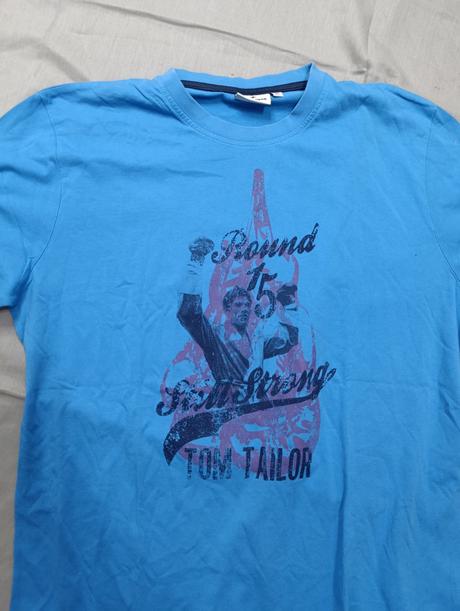 Round
15
Still Strong
TOM TAILOR